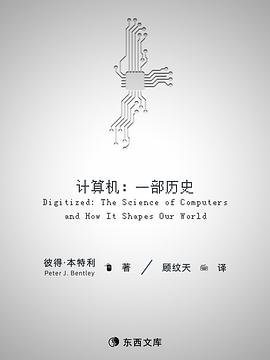 计算机：一部历史
Digitized: The Science of Computers
and How It Shapes Our World
彼得·本特利 著 / 顾纹天 译
Peter J. Bentley
东西文库